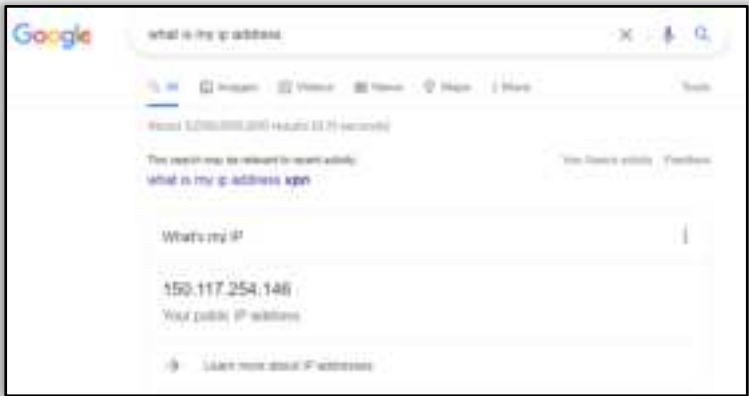 Google
what is my ip address
All Images Videos News Maps More Tools
This search may be relevant to recent activity:
what is my ip address vpn
What's my IP
150.117.254.146
Your public IP address
Learn more about IP addresses